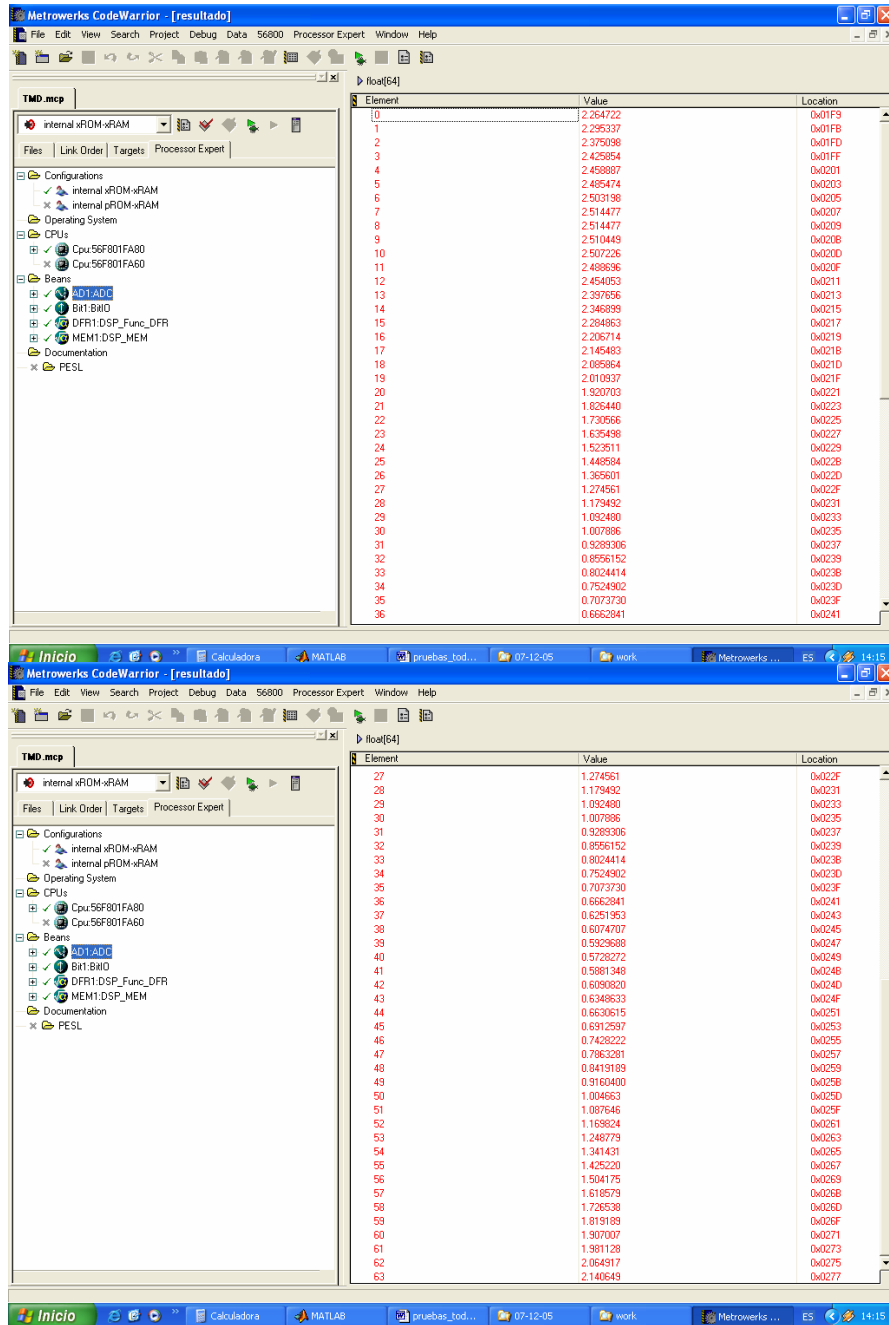 Metrowerks CodeWarrior - [resultado]
File Edit View Search Project Debug Data 56800 Processor Expert Window Help
float[64]
TMD.mcp
Element Value Location
internal xROM-xRAM
Files Link Order Targets Processor Expert
Configurations
internal xROM-xRAM
internal pROM-xRAM
Operating System
CPUs
Cpu:56F801FA80
Cpu:56F801FA60
Beans
AD1:ADC
Bit1:BitIO
DFR1:DSP_Func_DFR
MEM1:DSP_MEM
Documentation
PESL
0 2.264722 0x01F9
1 2.295337 0x01FB
2 2.375098 0x01FD
3 2.425854 0x01FF
4 2.458887 0x0201
5 2.485474 0x0203
6 2.503198 0x0205
7 2.514477 0x0207
8 2.514477 0x0209
9 2.510449 0x020B
10 2.507226 0x020D
11 2.488696 0x020F
12 2.454053 0x0211
13 2.397656 0x0213
14 2.346899 0x0215
15 2.284863 0x0217
16 2.206714 0x0219
17 2.145483 0x021B
18 2.085864 0x021D
19 2.010937 0x021F
20 1.920703 0x0221
21 1.826440 0x0223
22 1.730566 0x0225
23 1.635498 0x0227
24 1.523511 0x0229
25 1.448584 0x022B
26 1.365601 0x022D
27 1.274561 0x022F
28 1.179492 0x0231
29 1.092480 0x0233
30 1.007886 0x0235
31 0.9289306 0x0237
32 0.8556152 0x0239
33 0.8024414 0x023B
34 0.7524902 0x023D
35 0.7073730 0x023F
36 0.6662841 0x0241
Inicio Calculadora MATLAB pruebas_tod... 07-12-05 work Metrowerks ... ES 14:15
Metrowerks CodeWarrior - [resultado]
File Edit View Search Project Debug Data 56800 Processor Expert Window Help
float[64]
TMD.mcp
Element Value Location
internal xROM-xRAM
Files Link Order Targets Processor Expert
Configurations
internal xROM-xRAM
internal pROM-xRAM
Operating System
CPUs
Cpu:56F801FA80
Cpu:56F801FA60
Beans
AD1:ADC
Bit1:BitIO
DFR1:DSP_Func_DFR
MEM1:DSP_MEM
Documentation
PESL
27 1.274561 0x022F
28 1.179492 0x0231
29 1.092480 0x0233
30 1.007886 0x0235
31 0.9289306 0x0237
32 0.8556152 0x0239
33 0.8024414 0x023B
34 0.7524902 0x023D
35 0.7073730 0x023F
36 0.6662841 0x0241
37 0.6251953 0x0243
38 0.6074707 0x0245
39 0.5929688 0x0247
40 0.5728272 0x0249
41 0.5881348 0x024B
42 0.6090820 0x024D
43 0.6348633 0x024F
44 0.6630615 0x0251
45 0.6912597 0x0253
46 0.7428222 0x0255
47 0.7863281 0x0257
48 0.8419189 0x0259
49 0.9160400 0x025B
50 1.004663 0x025D
51 1.087646 0x025F
52 1.169824 0x0261
53 1.248779 0x0263
54 1.341431 0x0265
55 1.425220 0x0267
56 1.504175 0x0269
57 1.618579 0x026B
58 1.726538 0x026D
59 1.819189 0x026F
60 1.907007 0x0271
61 1.981128 0x0273
62 2.064917 0x0275
63 2.140649 0x0277
Inicio Calculadora MATLAB pruebas_tod... 07-12-05 work Metrowerks ... ES 14:15